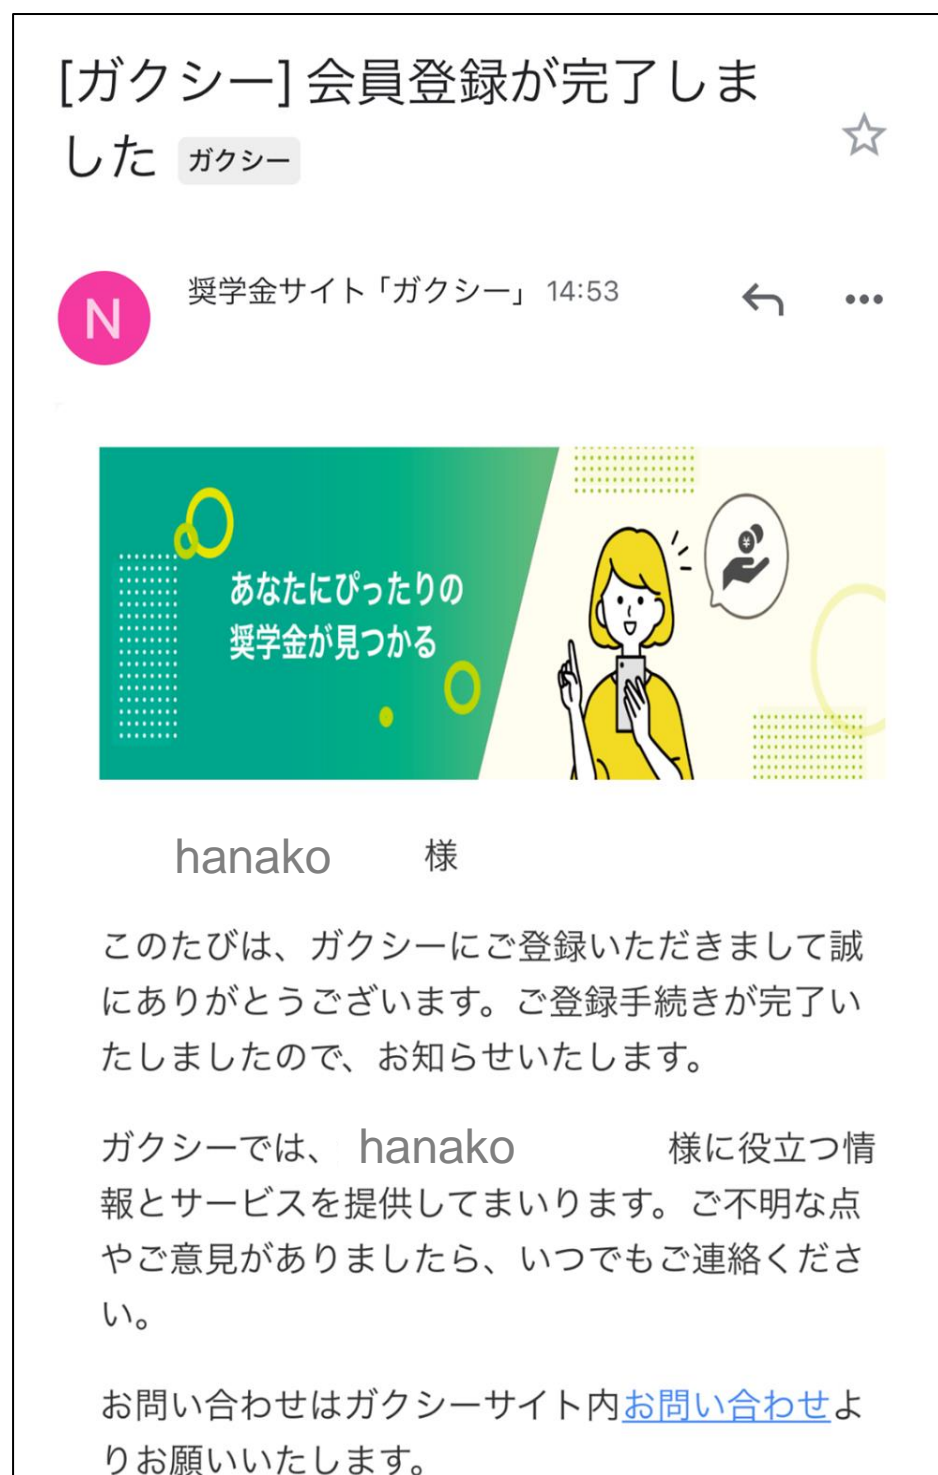 [ガクシー] 会員登録が完了しま
した ガクシー
N
奨学金サイト「ガクシー」 14:53
あなたにぴったりの
奨学金が見つかる
¥
hanako 様
このたびは、ガクシーにご登録いただきまして誠
にありがとうございます。ご登録手続きが完了い
たしましたので、お知らせいたします。
ガクシーでは、 hanako 様に役立つ情
報とサービスを提供してまいります。ご不明な点
やご意見がありましたら、いつでもご連絡くださ
い。
お問い合わせはガクシーサイト内お問い合わせよ
りお願いいたします。